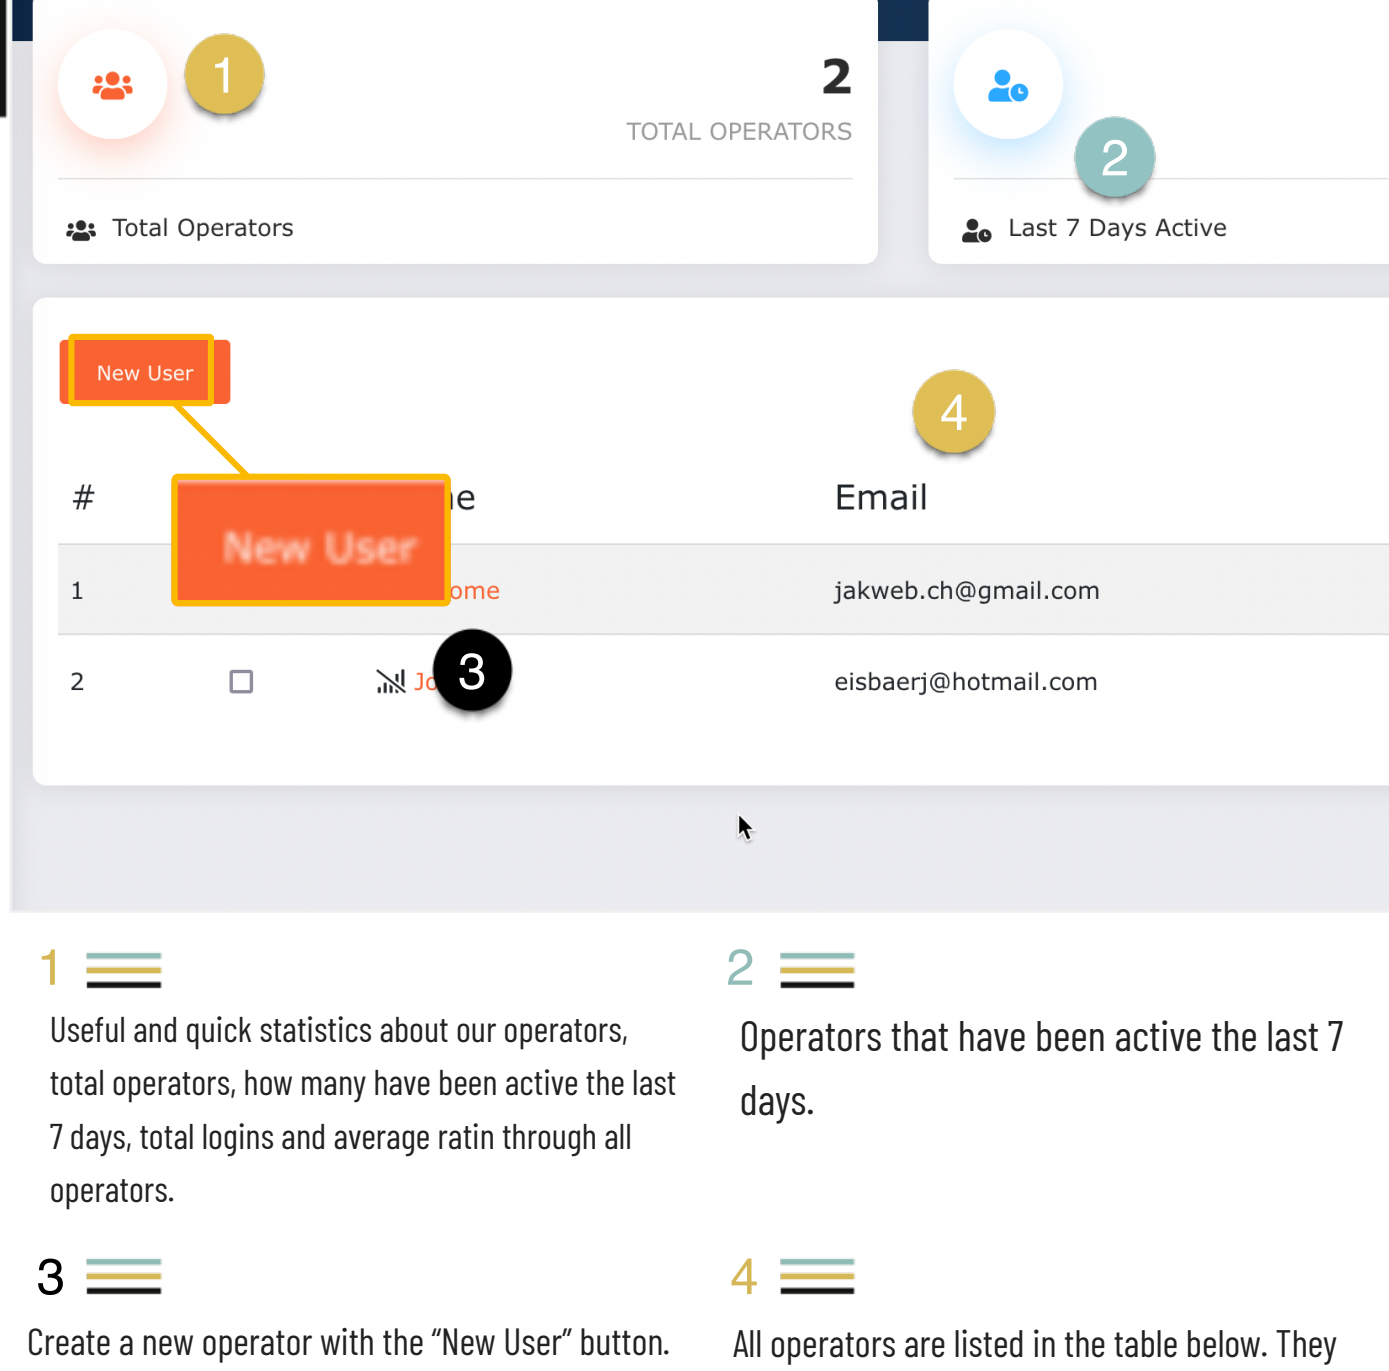 1
2
TOTAL OPERATORS
Total Operators
2
Last 7 Days Active
New User
4
# e Email
New User
1 ome jakweb.ch@gmail.com
3
2 Jo eisbaerj@hotmail.com
1
Useful and quick statistics about our operators,
total operators, how many have been active the last
7 days, total logins and average ratin through all
operators.
2
Operators that have been active the last 7
days.
3
Create a new operator with the “New User” button.
4
All operators are listed in the table below. They